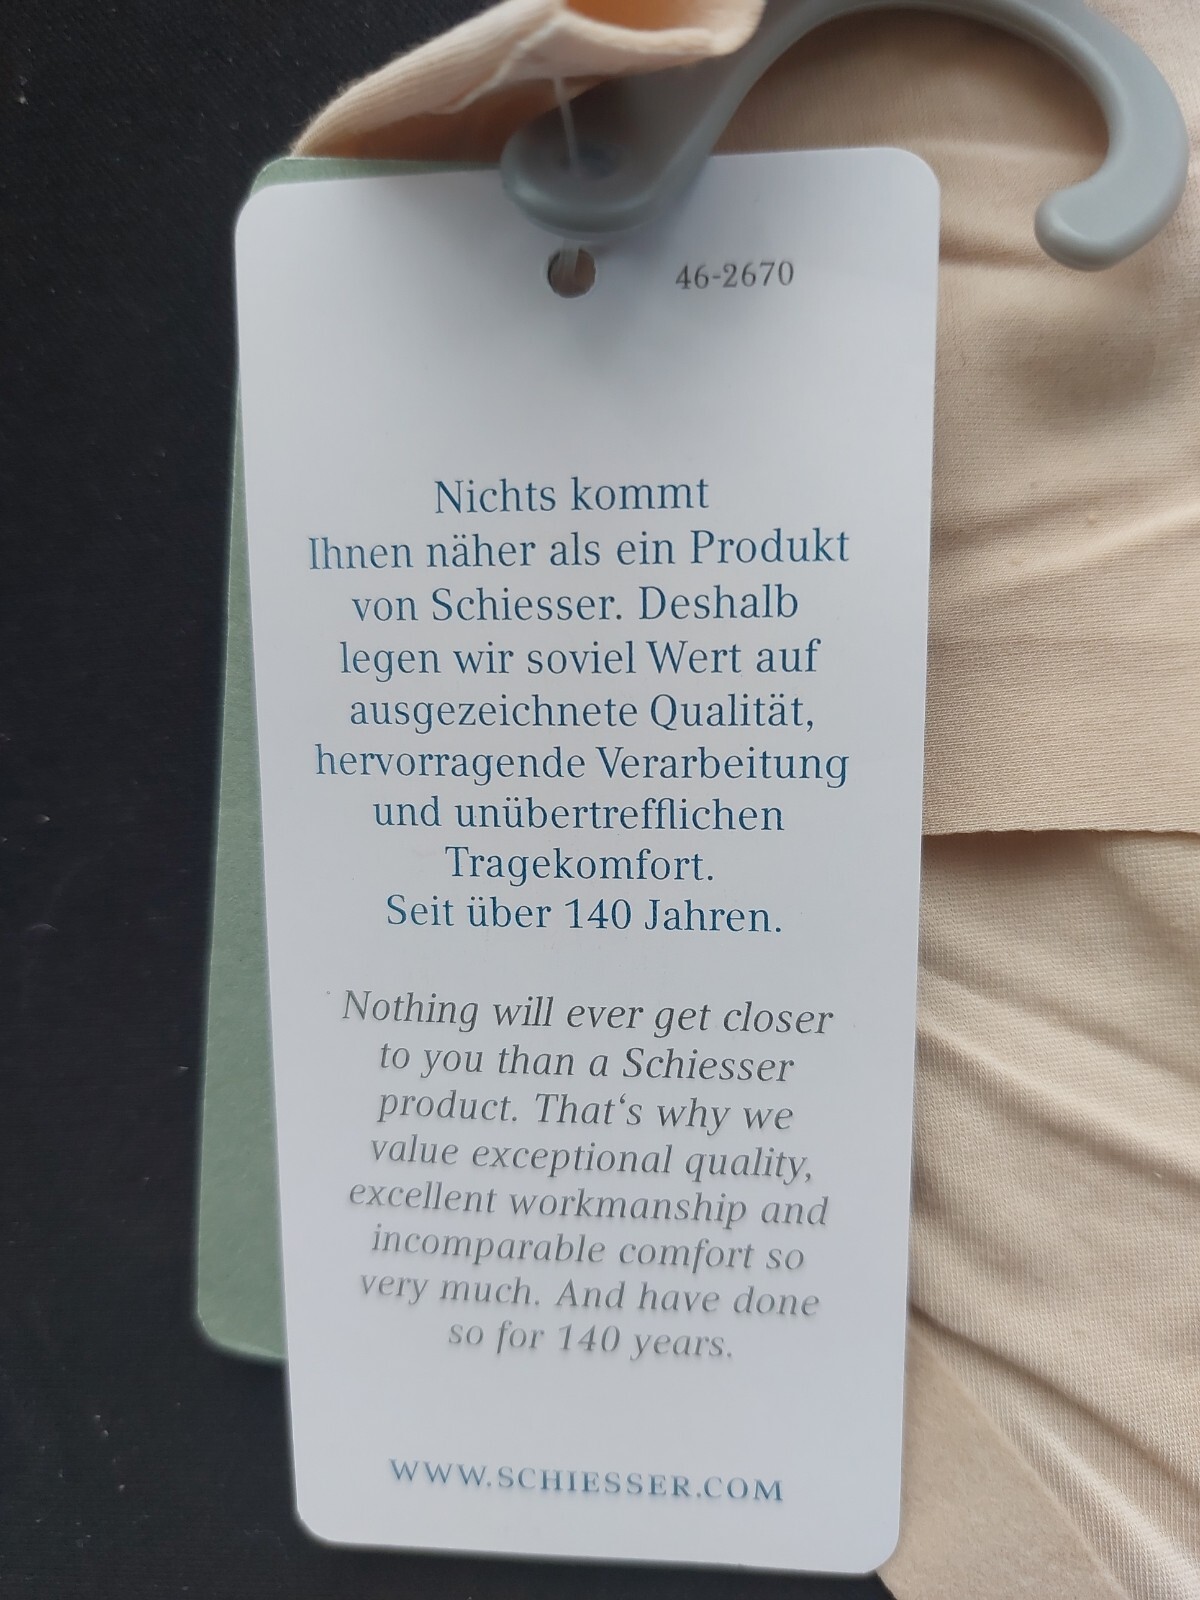 46-2670
Nichts kommt
Ihnen näher als ein Produkt
von Schiesser. Deshalb
legen wir soviel Wert auf
ausgezeichnete Qualität,
hervorragende Verarbeitung
und unübertrefflichen
Tragekomfort.
Seit über 140 Jahren.
Nothing will ever get closer
to you than a Schiesser
product. That‘s why we
value exceptional quality,
excellent workmanship and
incomparable comfort so
very much. And have done
so for 140 years.
WWW.SCHIESSER.COM